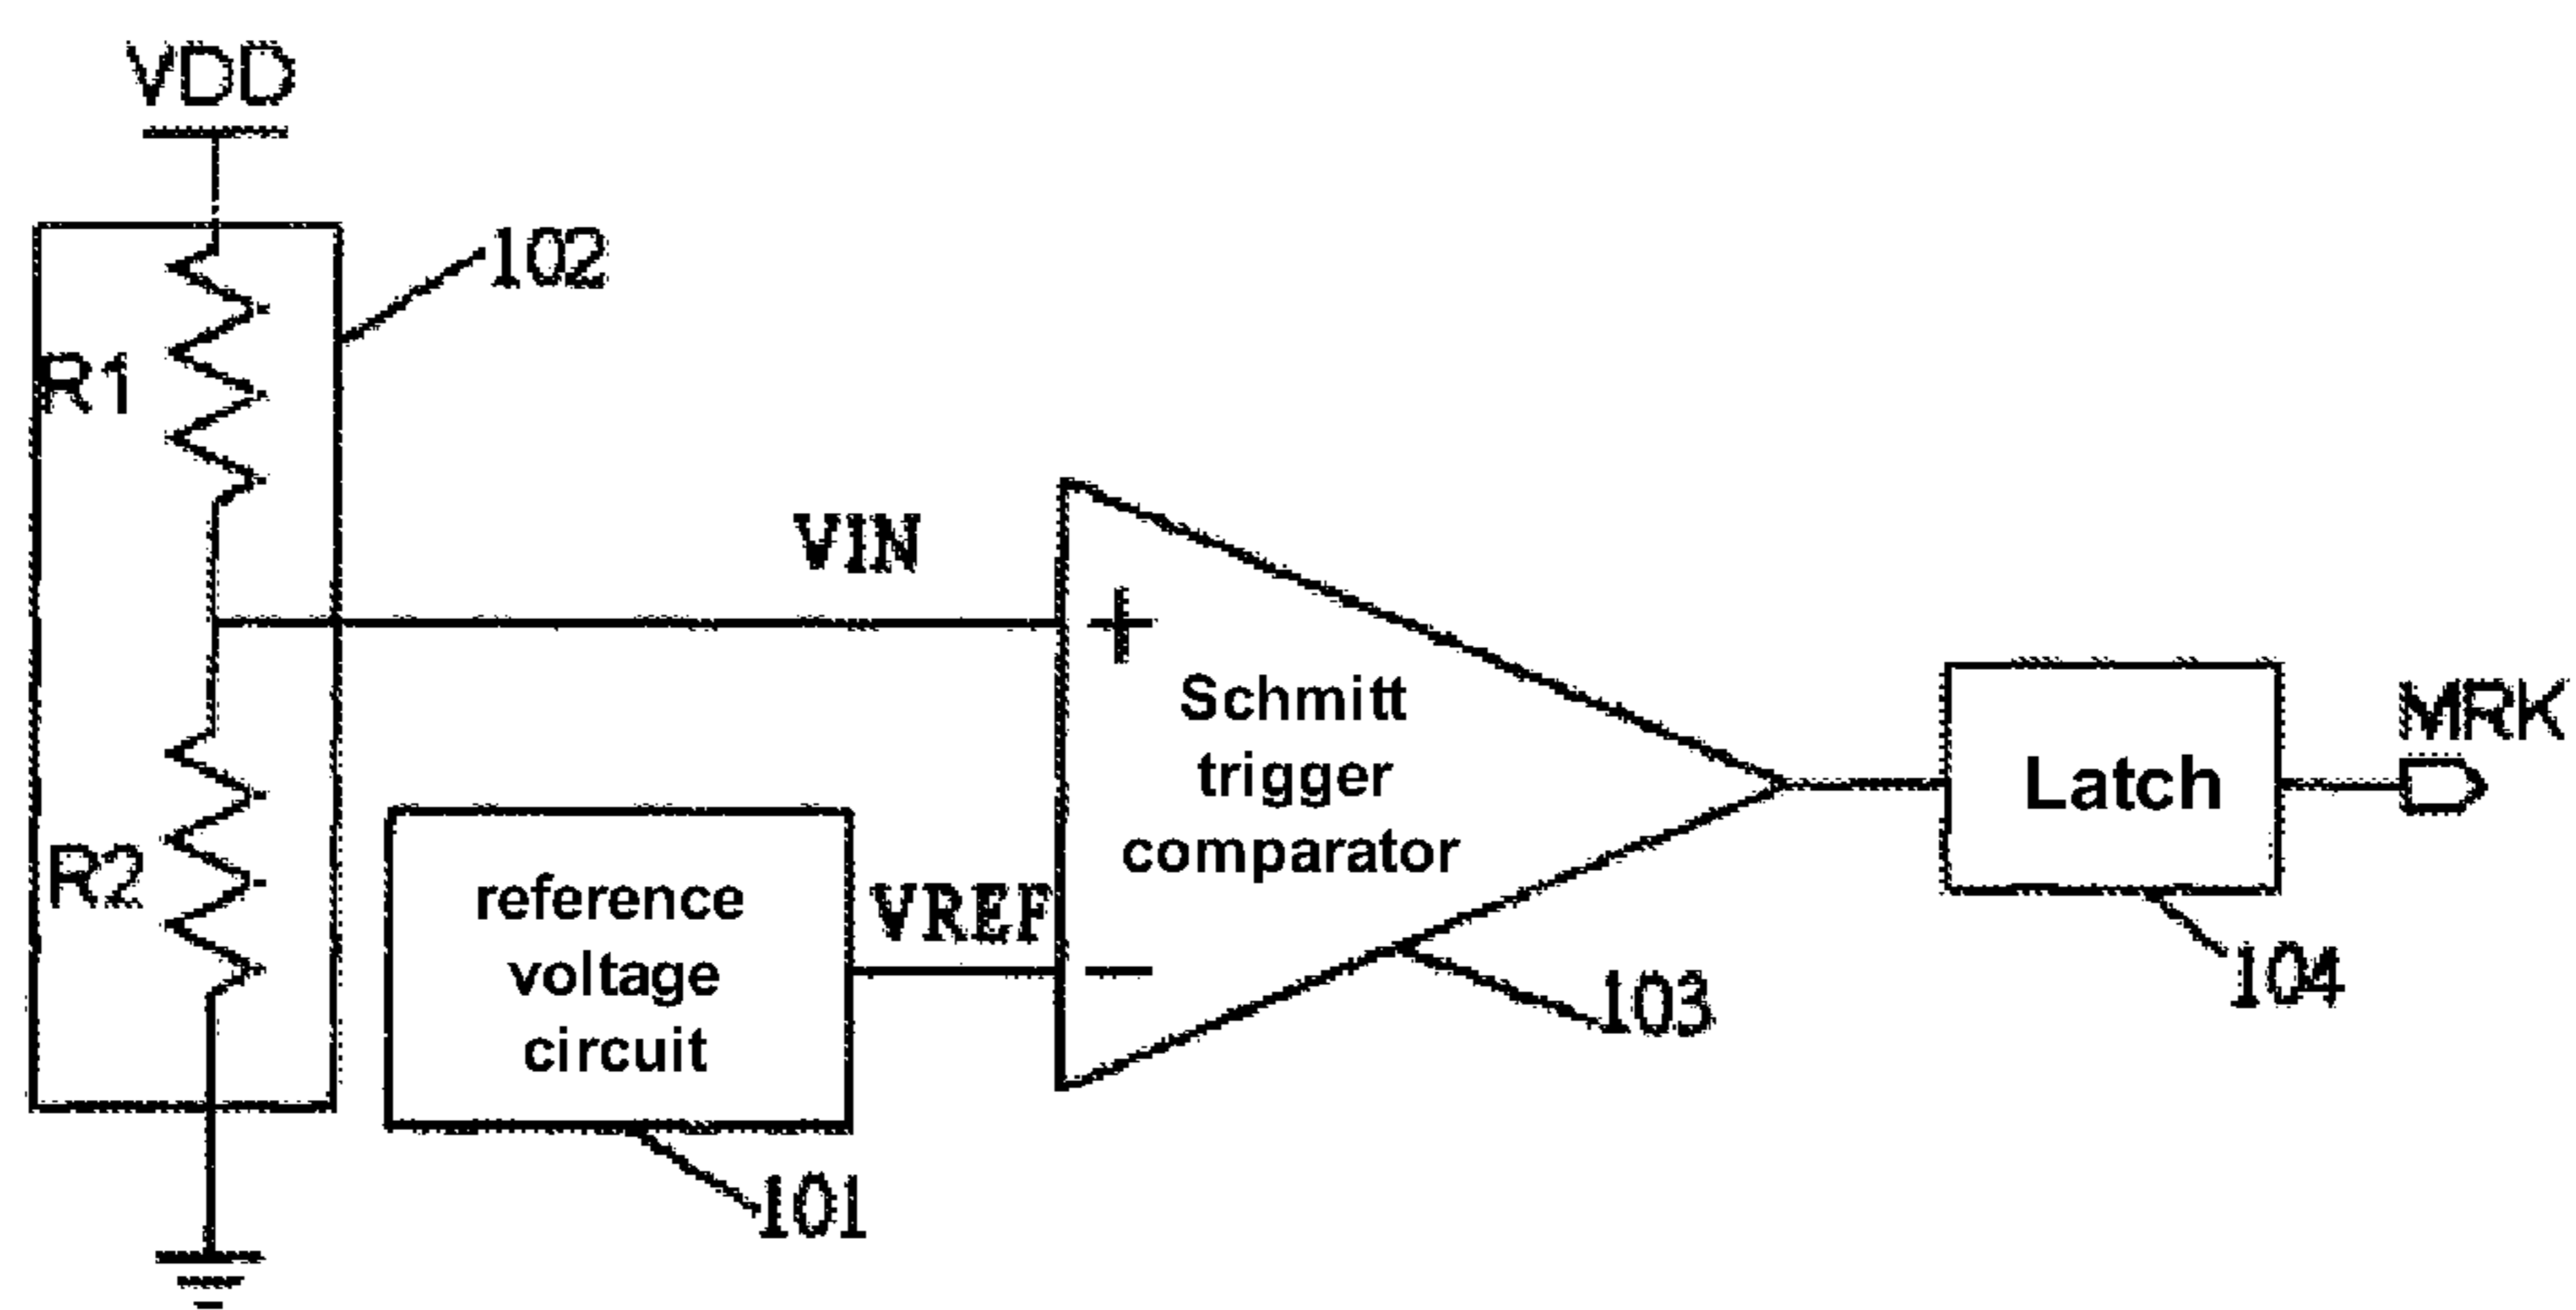 VDD
102
R1
VIN
+
Schmitt
trigger
comparator
MRK
Latch
R2
reference
voltage
circuit
VREF
−
103
104
101